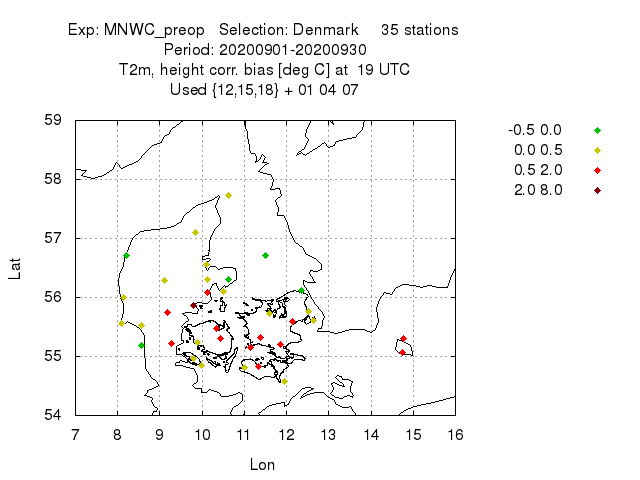 Exp: MNWC_preop   Selection: Denmark     35 stations
Period: 20200901-20200930
T2m, height corr. bias [deg C] at  19 UTC
Used {12,15,18} + 01 04 07
-0.5 0.0
0.0 0.5
0.5 2.0
2.0 8.0
59
58
57
56
55
54
Lat
7 8 9 10 11 12 13 14 15 16
Lon